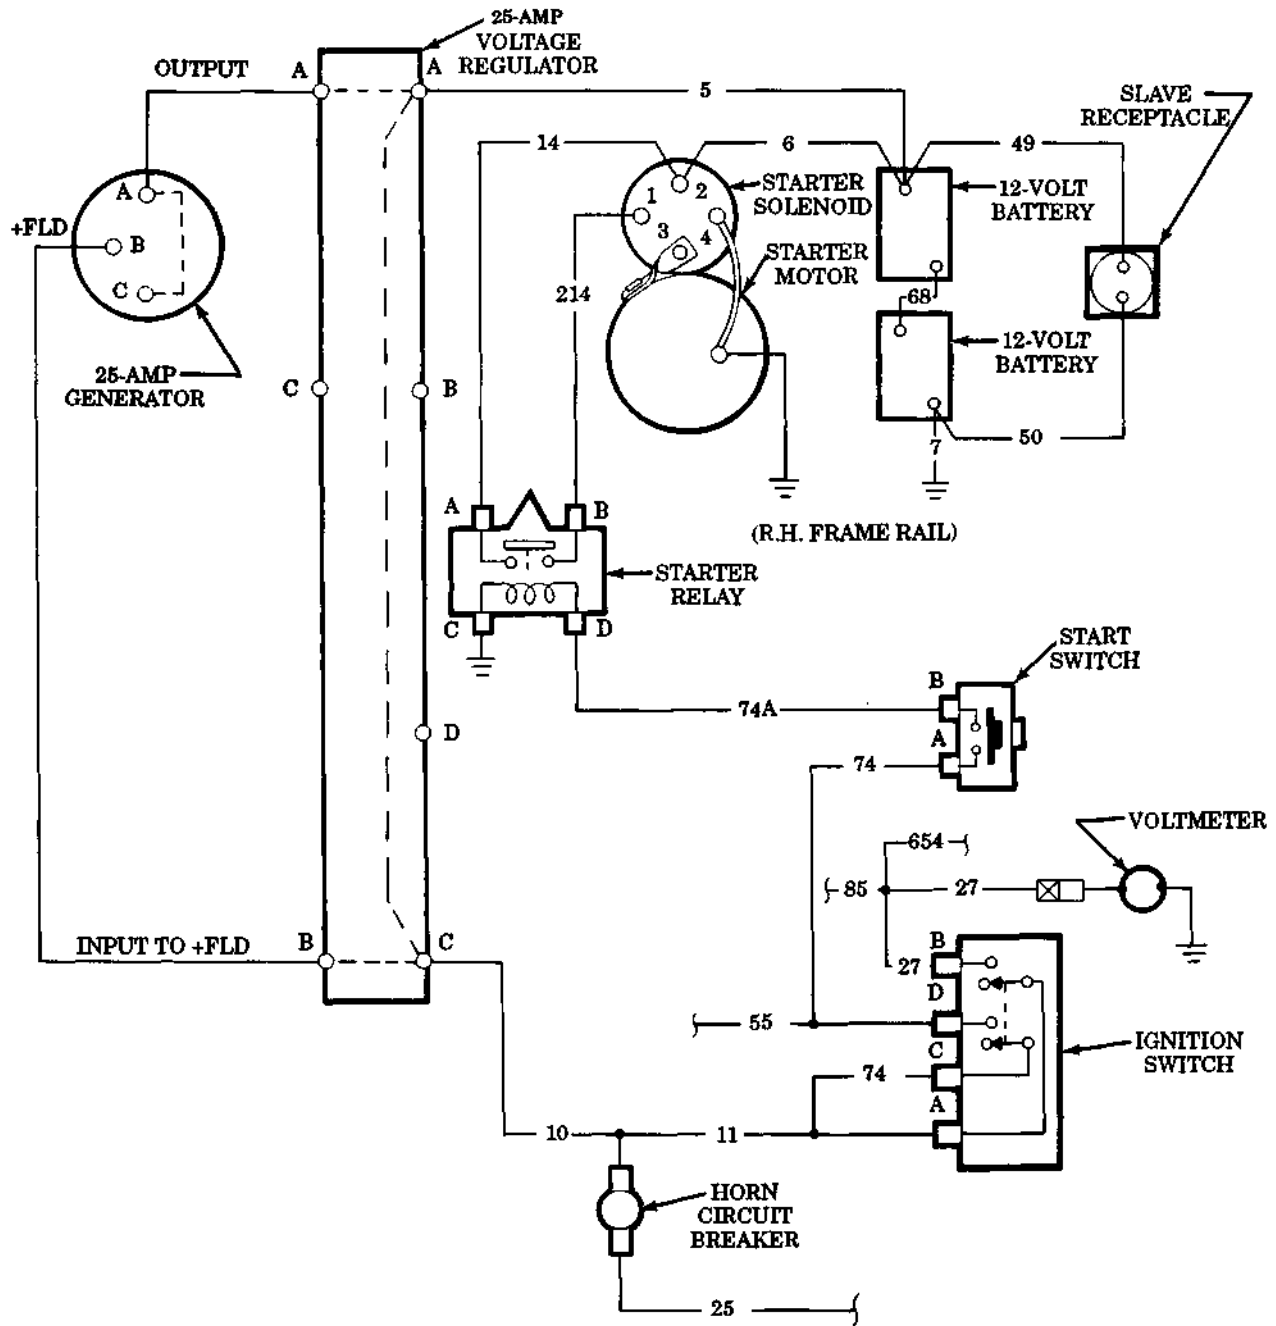 25-AMP
VOLTAGE
REGULATOR
OUTPUT
A
A
5
SLAVE
RECEPTACLE
14
6
49
1
2
3
4
STARTER
SOLENOID
12-VOLT
BATTERY
A
B
C
+FLD
STARTER
MOTOR
214
68
12-VOLT
BATTERY
25-AMP
GENERATOR
C
B
7
50
A
B
(R.H. FRAME RAIL)
STARTER
RELAY
C
D
START
SWITCH
B
74A
A
D
74
VOLTMETER
654
85
27
INPUT TO +FLD
B
C
B
27
D
55
C
IGNITION
SWITCH
74
A
10
11
HORN
CIRCUIT
BREAKER
25